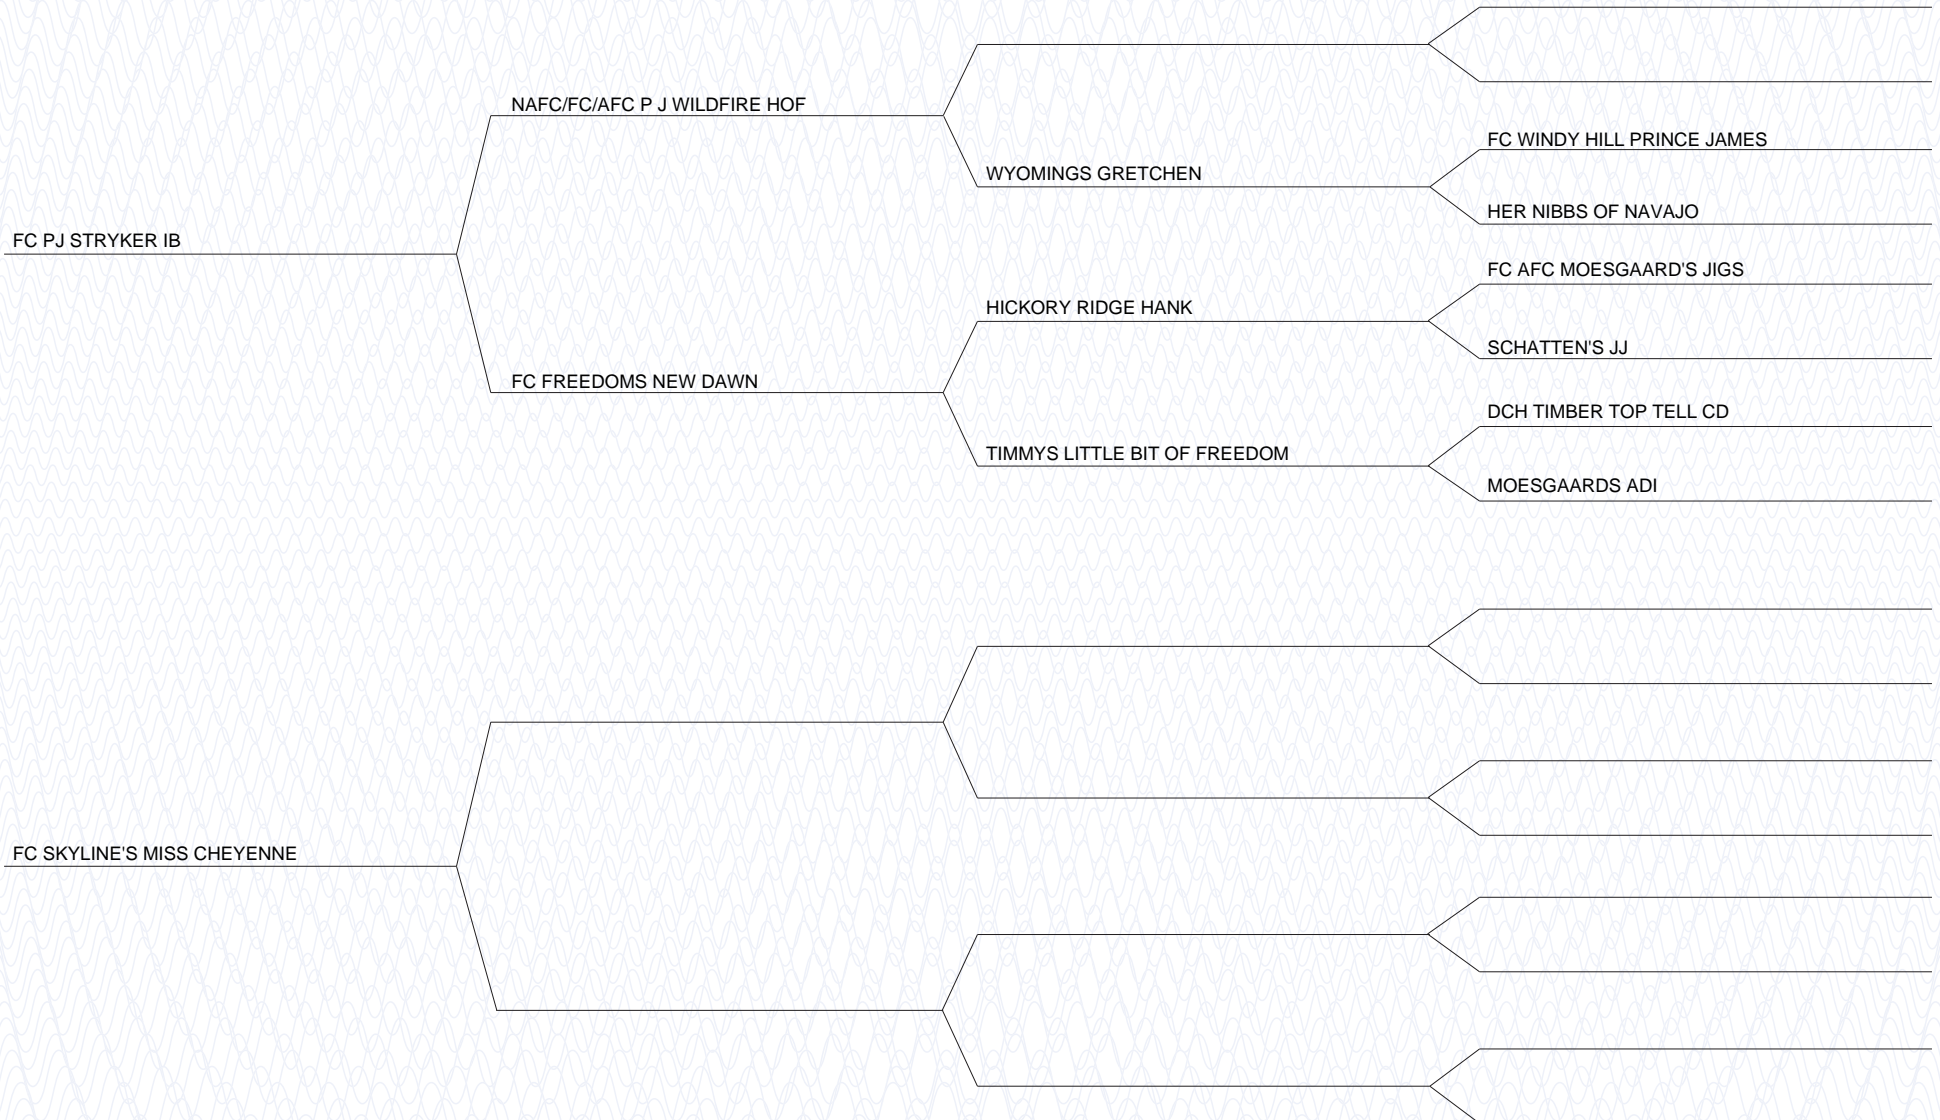 NAFC/FC/AFC P J WILDFIRE HOF
FC WINDY HILL PRINCE JAMES
WYOMINGS GRETCHEN
HER NIBBS OF NAVAJO
FC PJ STRYKER IB
FC AFC MOESGAARD'S JIGS
HICKORY RIDGE HANK
SCHATTEN'S JJ
FC FREEDOMS NEW DAWN
DCH TIMBER TOP TELL CD
TIMMYS LITTLE BIT OF FREEDOM
MOESGAARDS ADI
FC SKYLINE'S MISS CHEYENNE